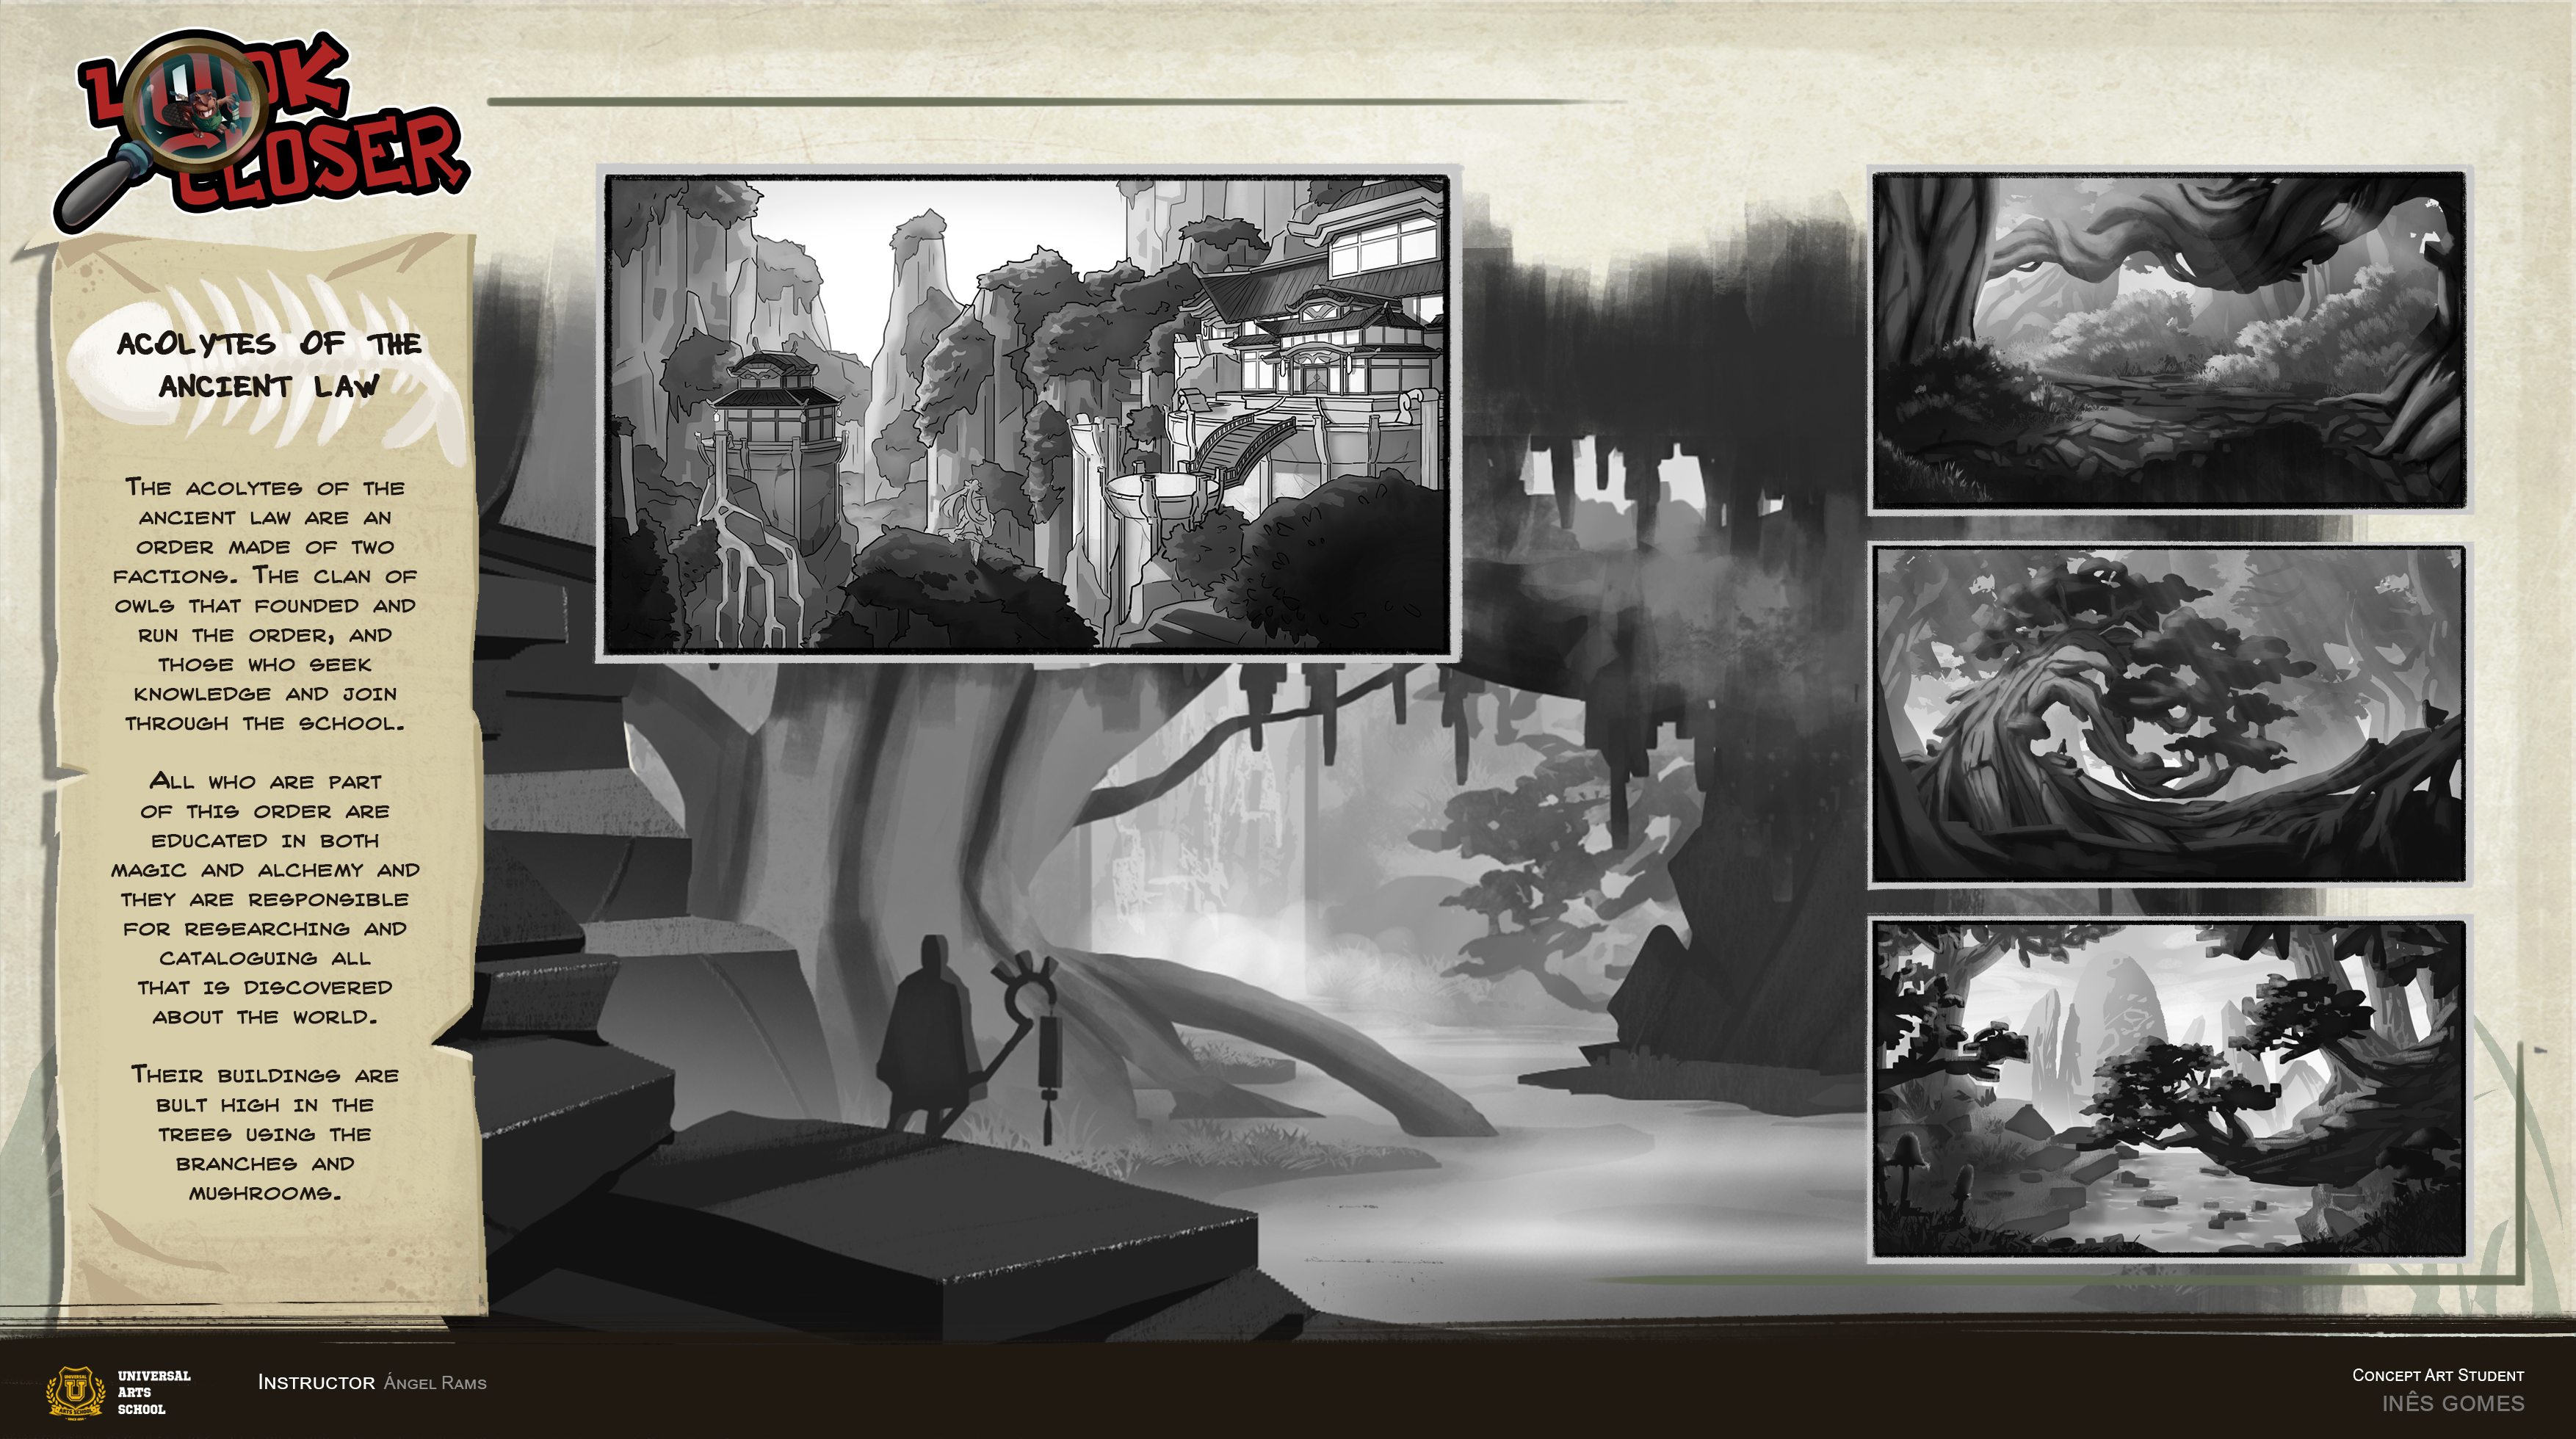 LOOK
CLOSER
ACOLYTES OF THE
ANCIENT LAW
THE ACOLYTES OF THE
ANCIENT LAW ARE AN
ORDER MADE OF TWO
FACTIONS. THE CLAN OF
OWLS THAT FOUNDED AND
RUN THE ORDER, AND
THOSE WHO SEEK
KNOWLEDGE AND JOIN
THROUGH THE SCHOOL.
ALL WHO ARE PART
OF THIS ORDER ARE
EDUCATED IN BOTH
MAGIC AND ALCHEMY AND
THEY ARE RESPONSIBLE
FOR RESEARCHING AND
CATALOGUING ALL
THAT IS DISCOVERED
ABOUT THE WORLD.
THEIR BUILDINGS ARE
BULT HIGH IN THE
TREES USING THE
BRANCHES AND
MUSHROOMS.
UNIVERSAL
ARTS
SCHOOL
INSTRUCTOR ÁNGEL RAMS
CONCEPT ART STUDENT
INÊS GOMES